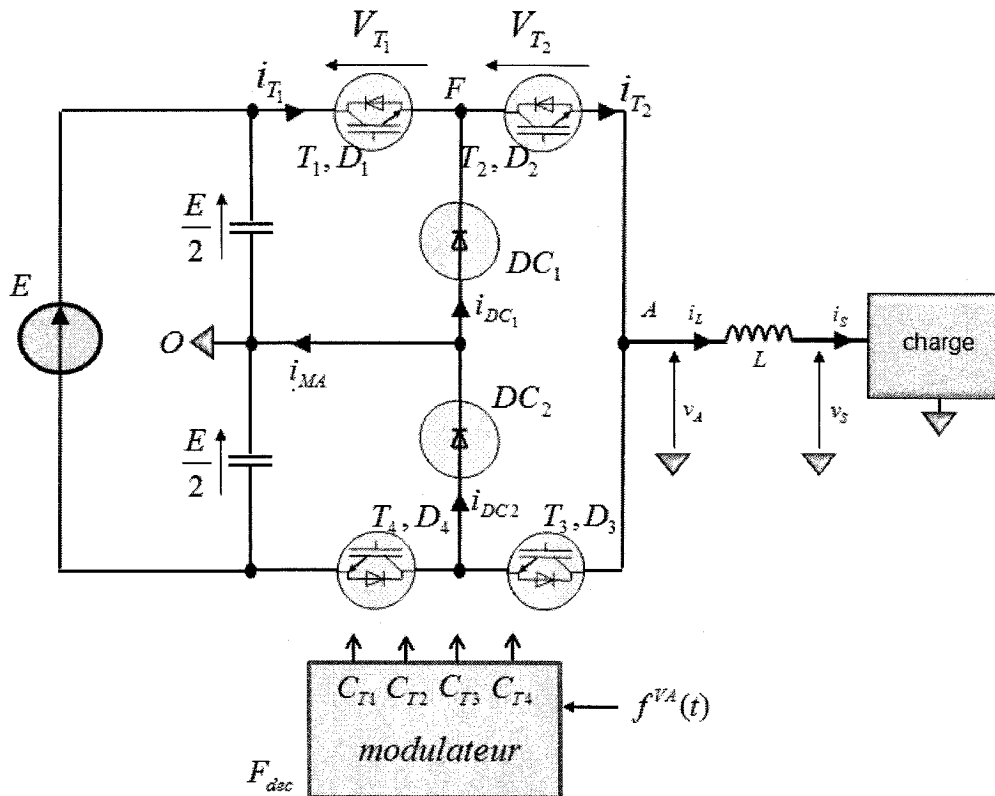 V_{T_1} V_{T_2}
i_{T_1} F i_{T_2}
T_1, D_1 T_2, D_2
E/2
DC_1
E i_{DC_1} A i_L i_S charge
O i_{MA} L
DC_2 v_A v_S
E/2
i_{DC2}
T_4, D_4 T_3, D_3
C_{T1} C_{T2} C_{T3} C_{T4}
f^{VA}(t)
modulateur
F_{dec}